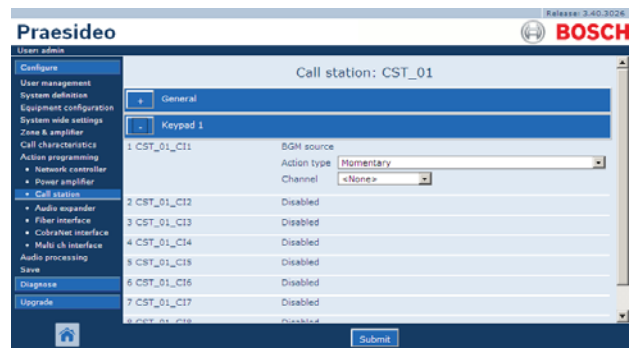 Release: 3.40.3026
Praesideo
BOSCH
User: admin
Configure
User management
System definition
Equipment configuration
System wide settings
Zone & amplifier
Call characteristics
Action programming
• Network controller
• Power amplifier
• Call station
• Audio expander
• Fiber interface
• CobraNet interface
• Multi ch interface
Audio processing
Save
Diagnose
Upgrade
Call station: CST_01
+ General
- Keypad 1
1 CST_01_CI1 BGM source
Action type Momentary
Channel <None>
2 CST_01_CI2 Disabled
3 CST_01_CI3 Disabled
4 CST_01_CI4 Disabled
5 CST_01_CI5 Disabled
6 CST_01_CI6 Disabled
7 CST_01_CI7 Disabled
8 CST_01_CI8 Disabled
Submit